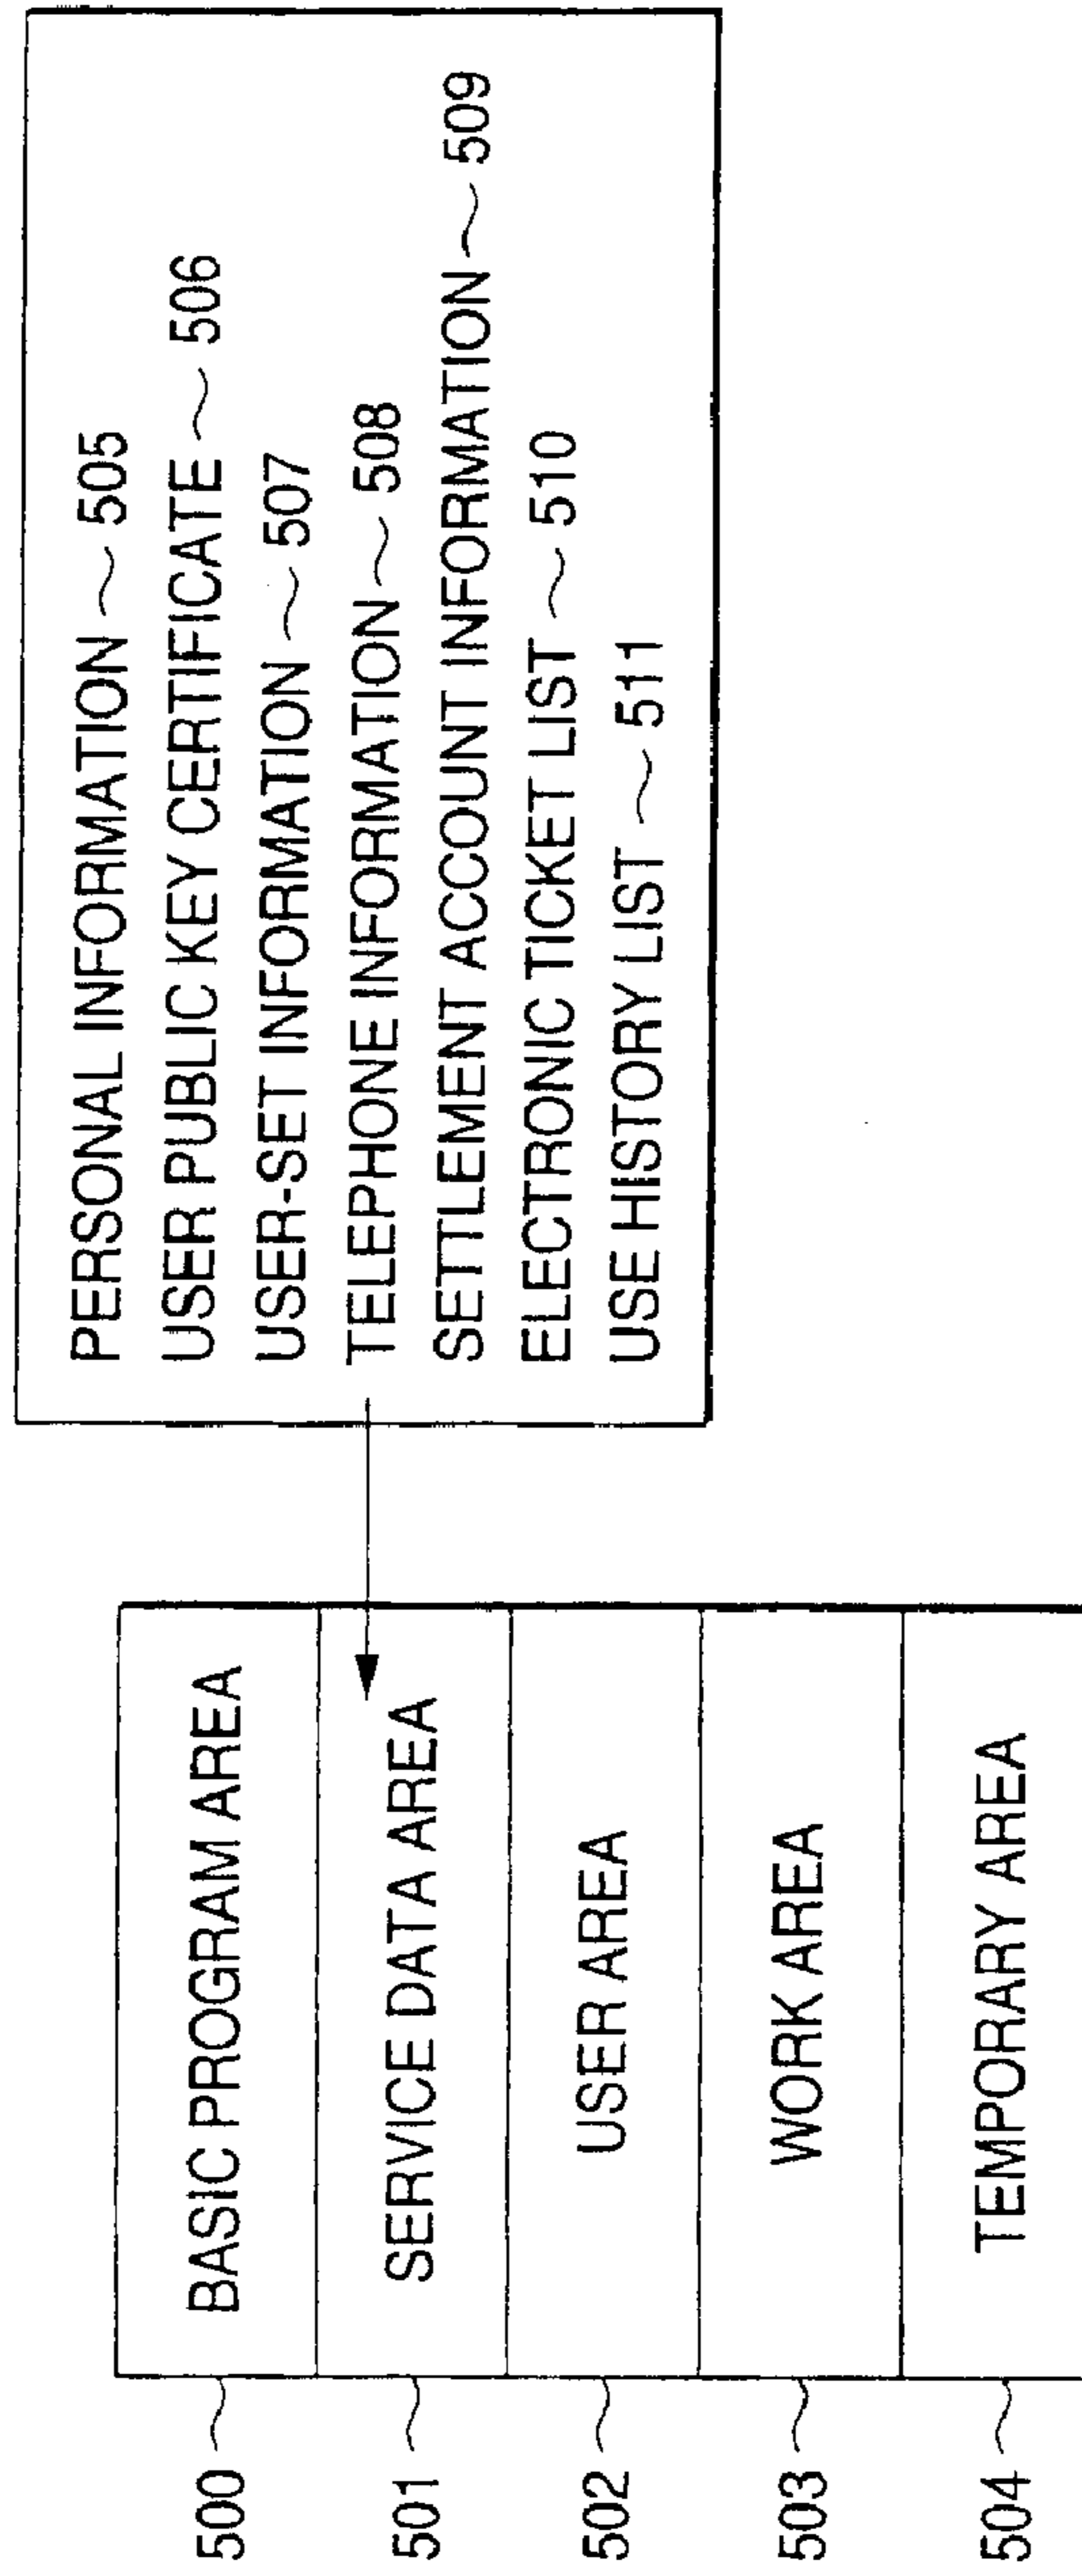 500 ~ BASIC PROGRAM AREA
501 ~ SERVICE DATA AREA
502 ~ USER AREA
503 ~ WORK AREA
504 ~ TEMPORARY AREA
PERSONAL INFORMATION ~ 505
USER PUBLIC KEY CERTIFICATE ~ 506
USER-SET INFORMATION ~ 507
TELEPHONE INFORMATION ~ 508
SETTLEMENT ACCOUNT INFORMATION ~ 509
ELECTRONIC TICKET LIST ~ 510
USE HISTORY LIST ~ 511